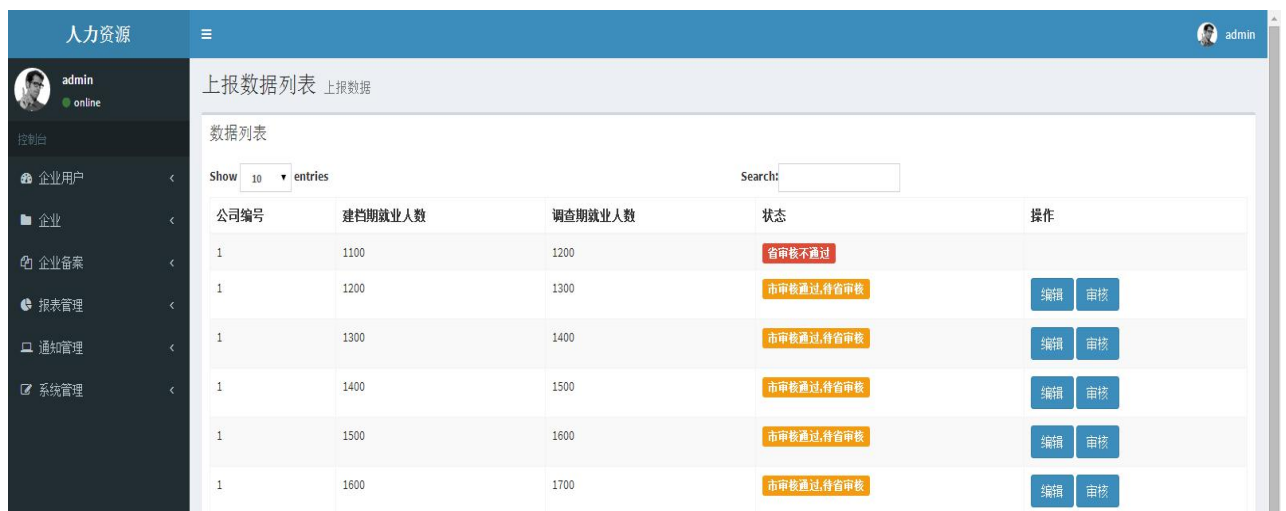 人力资源
admin
admin
online
上报数据列表 上报数据
控制台
数据列表
企业用户
Show 10 entries Search:
企业
公司编号 建档期就业人数 调查期就业人数 状态 操作
1 1100 1200 省审核不通过
企业备案
1 1200 1300 市审核通过,待省审核 编辑 审核
报表管理
1 1300 1400 市审核通过,待省审核 编辑 审核
通知管理
1 1400 1500 市审核通过,待省审核 编辑 审核
系统管理
1 1500 1600 市审核通过,待省审核 编辑 审核
1 1600 1700 市审核通过,待省审核 编辑 审核